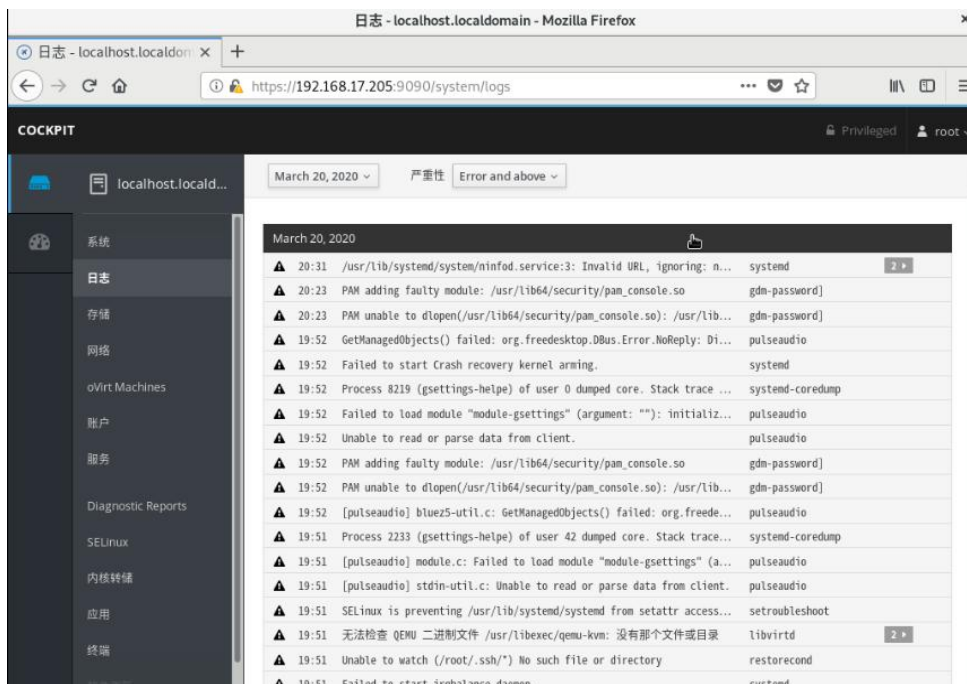 日志 - localhost.localdomain - Mozilla Firefox
日志 - localhost.localdom
https://192.168.17.205:9090/system/logs
COCKPIT
Privileged
root
localhost.locald...
March 20, 2020
严重性
Error and above
系统
日志
存储
网络
oVirt Machines
账户
服务
Diagnostic Reports
SELinux
内核转储
应用
终端
March 20, 2020
20:31 /usr/lib/systemd/system/ninfod.service:3: Invalid URL, ignoring: n... systemd 2
20:23 PAM adding faulty module: /usr/lib64/security/pam_console.so gdm-password]
20:23 PAM unable to dlopen(/usr/lib64/security/pam_console.so): /usr/lib... gdm-password]
19:52 GetManagedObjects() failed: org.freedesktop.DBus.Error.NoReply: Di... pulseaudio
19:52 Failed to start Crash recovery kernel arming. systemd
19:52 Process 8219 (gsettings-helpe) of user 0 dumped core. Stack trace ... systemd-coredump
19:52 Failed to load module "module-gsettings" (argument: ""): initializ... pulseaudio
19:52 Unable to read or parse data from client. pulseaudio
19:52 PAM adding faulty module: /usr/lib64/security/pam_console.so gdm-password]
19:52 PAM unable to dlopen(/usr/lib64/security/pam_console.so): /usr/lib... gdm-password]
19:52 [pulseaudio] bluez5-util.c: GetManagedObjects() failed: org.freede... pulseaudio
19:51 Process 2233 (gsettings-helpe) of user 42 dumped core. Stack trace... systemd-coredump
19:51 [pulseaudio] module.c: Failed to load module "module-gsettings" (a... pulseaudio
19:51 [pulseaudio] stdin-util.c: Unable to read or parse data from client. pulseaudio
19:51 SELinux is preventing /usr/lib/systemd/systemd from setattr access... setroubleshoot
19:51 无法检查 QEMU 二进制文件 /usr/libexec/qemu-kvm: 没有那个文件或目录 libvirtd 2
19:51 Unable to watch (/root/.ssh/*) No such file or directory restorecond
19:51 Failed to start irqbalance daemon. systemd